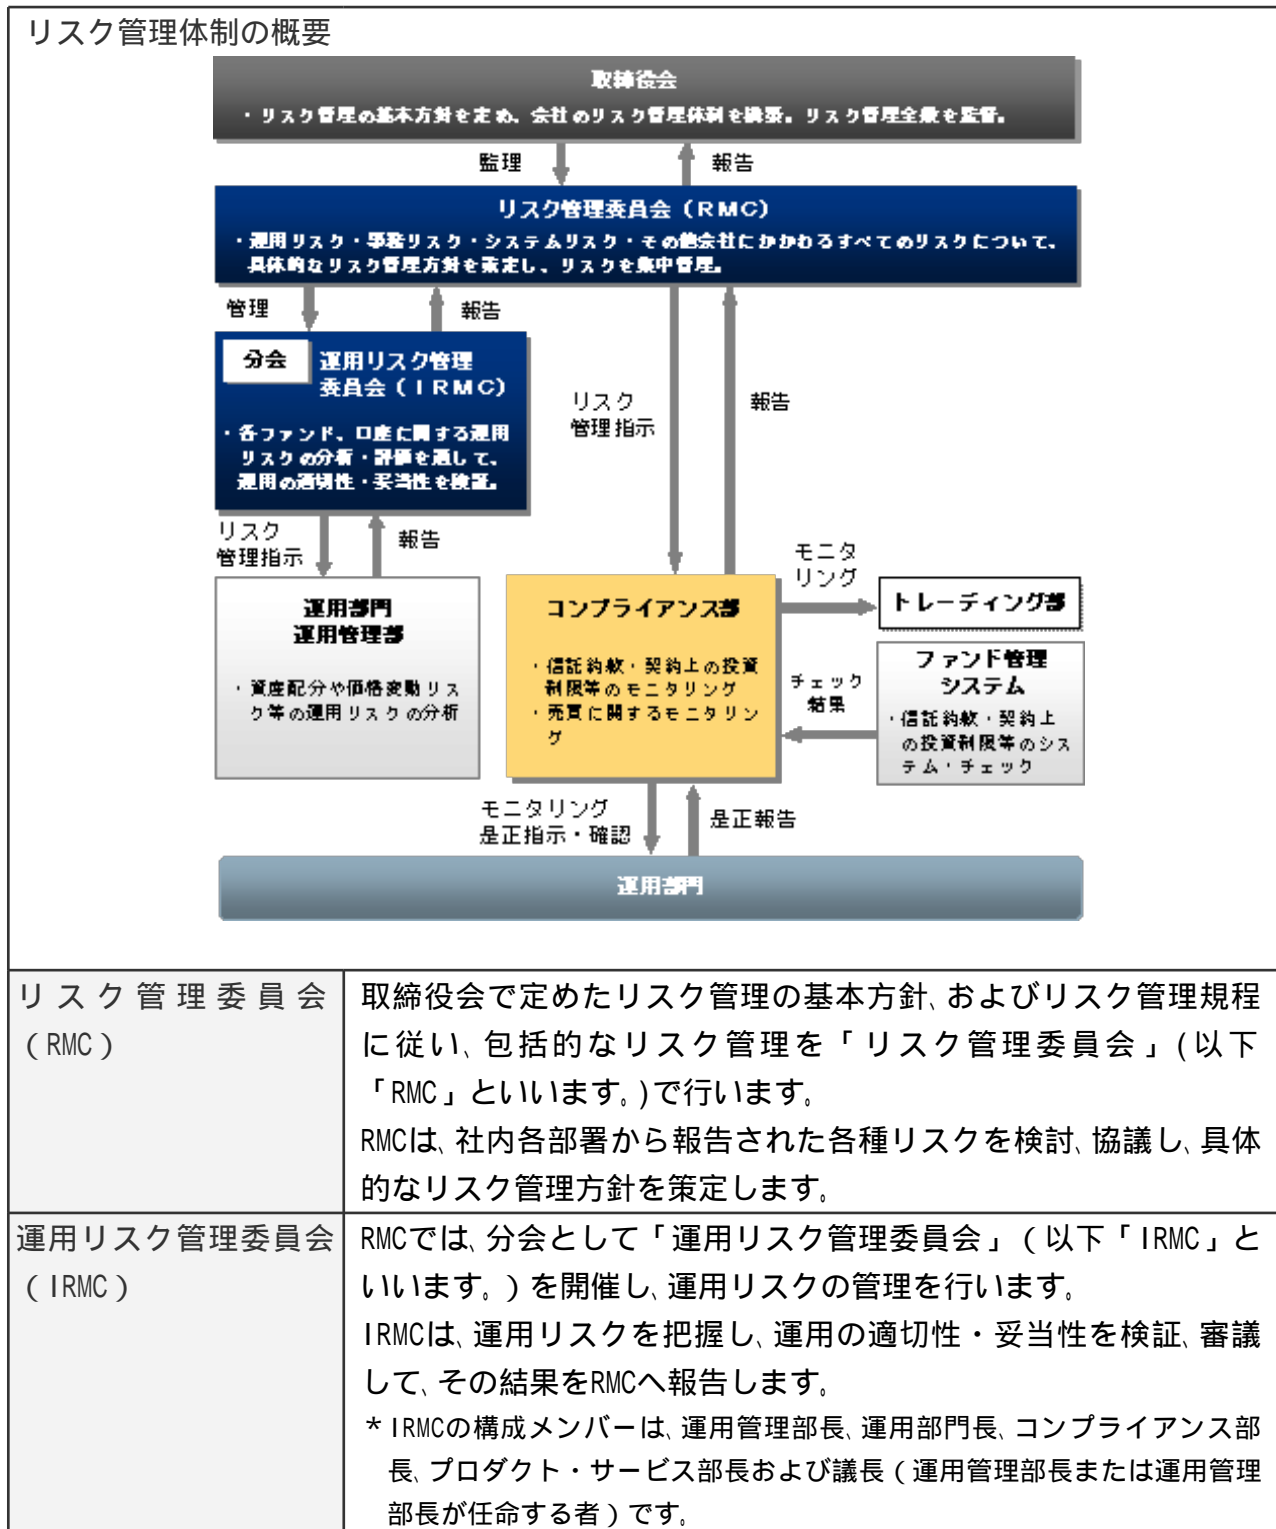 リスク管理体制の概要
取締役会
・リスク管理の基本方針を定め、会社のリスク管理体制を構築。リスク管理全般を監督。
監理
報告
リスク管理委員会（RMC）
・運用リスク・事務リスク・システムリスク・その他会社にかかわるすべてのリスクについて、
具体的なリスク管理方針を策定し、リスクを集中管理。
管理
報告
分会
運用リスク管理
委員会（IRMC）
・各ファンド、口座に関する運用
リスクの分析・評価を通して、
運用の適切性・妥当性を検証。
リスク
管理指示
報告
リスク
管理指示
報告
運用部門
運用管理部
・資産配分や価格変動リス
ク等の運用リスクの分析
コンプライアンス部
・信託約款・契約上の投資
制限等のモニタリング
・売買に関するモニタリン
グ
モニタ
リング
トレーディング部
ファンド管理
システム
・信託約款・契約上
の投資制限等のシス
テム・チェック
チェック
結果
モニタリング
是正指示・確認
是正報告
運用部門
リスク管理委員会
（RMC）
取締役会で定めたリスク管理の基本方針、およびリスク管理規程
に従い、包括的なリスク管理を「リスク管理委員会」(以下
「RMC」といいます。)で行います。
RMCは、社内各部署から報告された各種リスクを検討、協議し、具体
的なリスク管理方針を策定します。
運用リスク管理委員会
（IRMC）
RMCでは、分会として「運用リスク管理委員会」（以下「IRMC」と
いいます。）を開催し、運用リスクの管理を行います。
IRMCは、運用リスクを把握し、運用の適切性・妥当性を検証、審議
して、その結果をRMCへ報告します。
＊IRMCの構成メンバーは、運用管理部長、運用部門長、コンプライアンス部
長、プロダクト・サービス部長および議長（運用管理部長または運用管理
部長が任命する者）です。